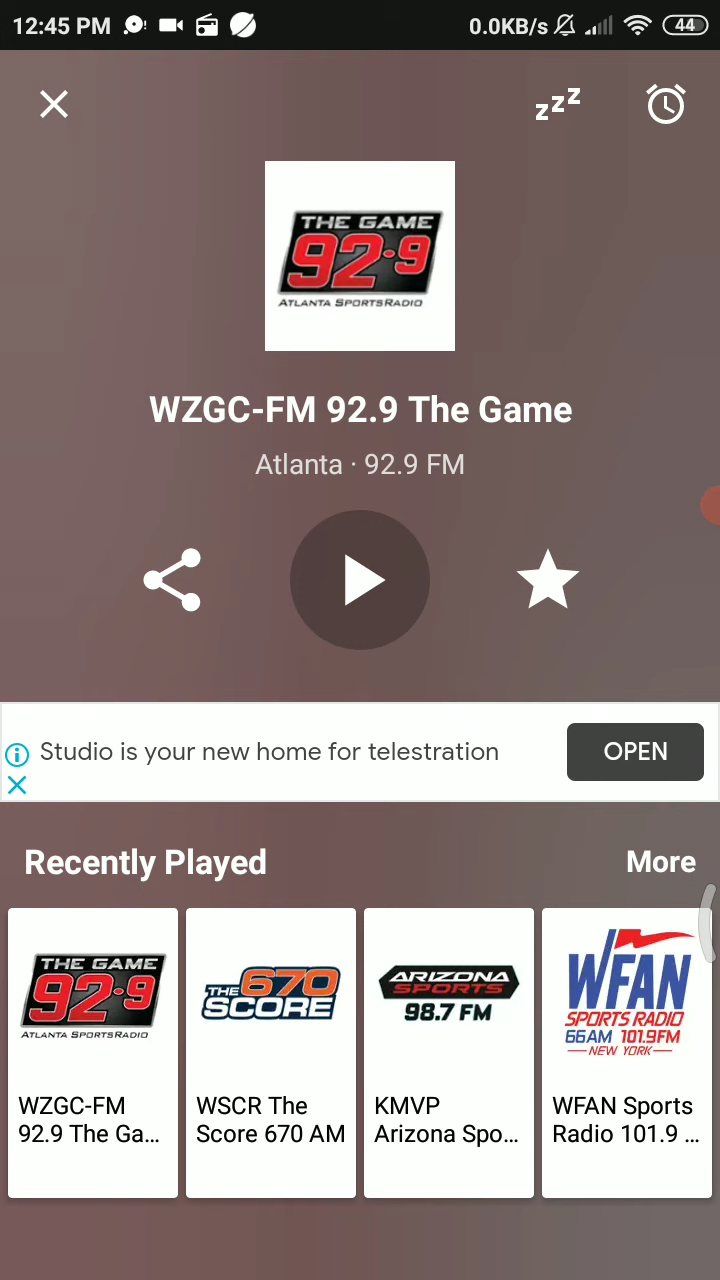 12:45 PM
0.0KB/s
44
zzz
THE GAME
92·9
ATLANTA SPORTSRADIO
WZGC-FM 92.9 The Game
Atlanta · 92.9 FM
Studio is your new home for telestration
OPEN
Recently Played
More
THE GAME
92·9
ATLANTA SPORTSRADIO
WZGC-FM
92.9 The Ga...
THE 670
SCORE
WSCR The
Score 670 AM
ARIZONA
SPORTS
98.7 FM
KMVP
Arizona Spo...
WFAN
SPORTS RADIO
66AM 101.9FM
NEW YORK
WFAN Sports
Radio 101.9 ...